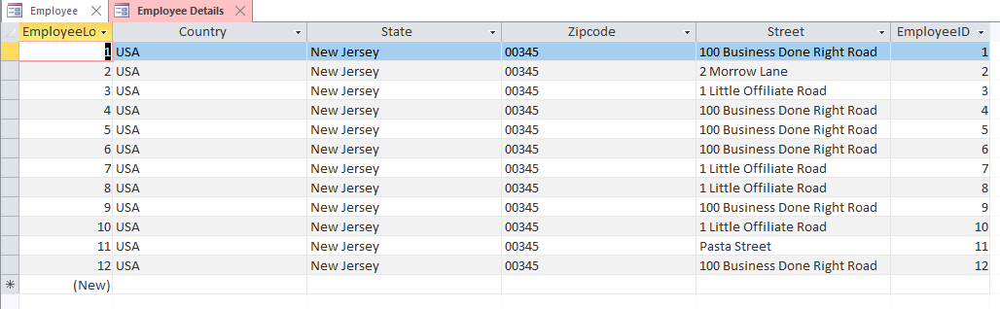 Employee Employee Details
EmployeeLo Country State Zipcode Street EmployeeID
1 USA New Jersey 00345 100 Business Done Right Road 1
2 USA New Jersey 00345 2 Morrow Lane 2
3 USA New Jersey 00345 1 Little Offiliate Road 3
4 USA New Jersey 00345 100 Business Done Right Road 4
5 USA New Jersey 00345 100 Business Done Right Road 5
6 USA New Jersey 00345 100 Business Done Right Road 6
7 USA New Jersey 00345 1 Little Offiliate Road 7
8 USA New Jersey 00345 1 Little Offiliate Road 8
9 USA New Jersey 00345 100 Business Done Right Road 9
10 USA New Jersey 00345 1 Little Offiliate Road 10
11 USA New Jersey 00345 Pasta Street 11
12 USA New Jersey 00345 100 Business Done Right Road 12
(New)